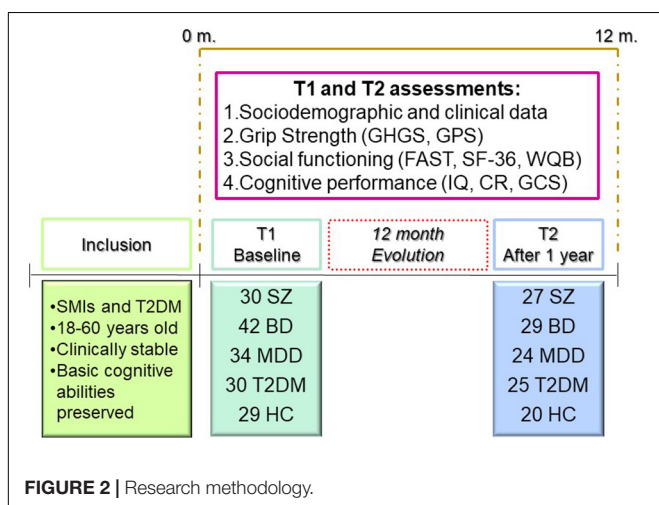 0 m. 12 m.
T1 and T2 assessments:
1.Sociodemographic and clinical data
2.Grip Strength (GHGS, GPS)
3.Social functioning (FAST, SF-36, WQB)
4.Cognitive performance (IQ, CR, GCS)
Inclusion
T1
Baseline
12 month
Evolution
T2
After 1 year
•SMIs and T2DM
•18-60 years old
•Clinically stable
•Basic cognitive
abilities
preserved
30 SZ
42 BD
34 MDD
30 T2DM
29 HC
27 SZ
29 BD
24 MDD
25 T2DM
20 HC
FIGURE 2 | Research methodology.